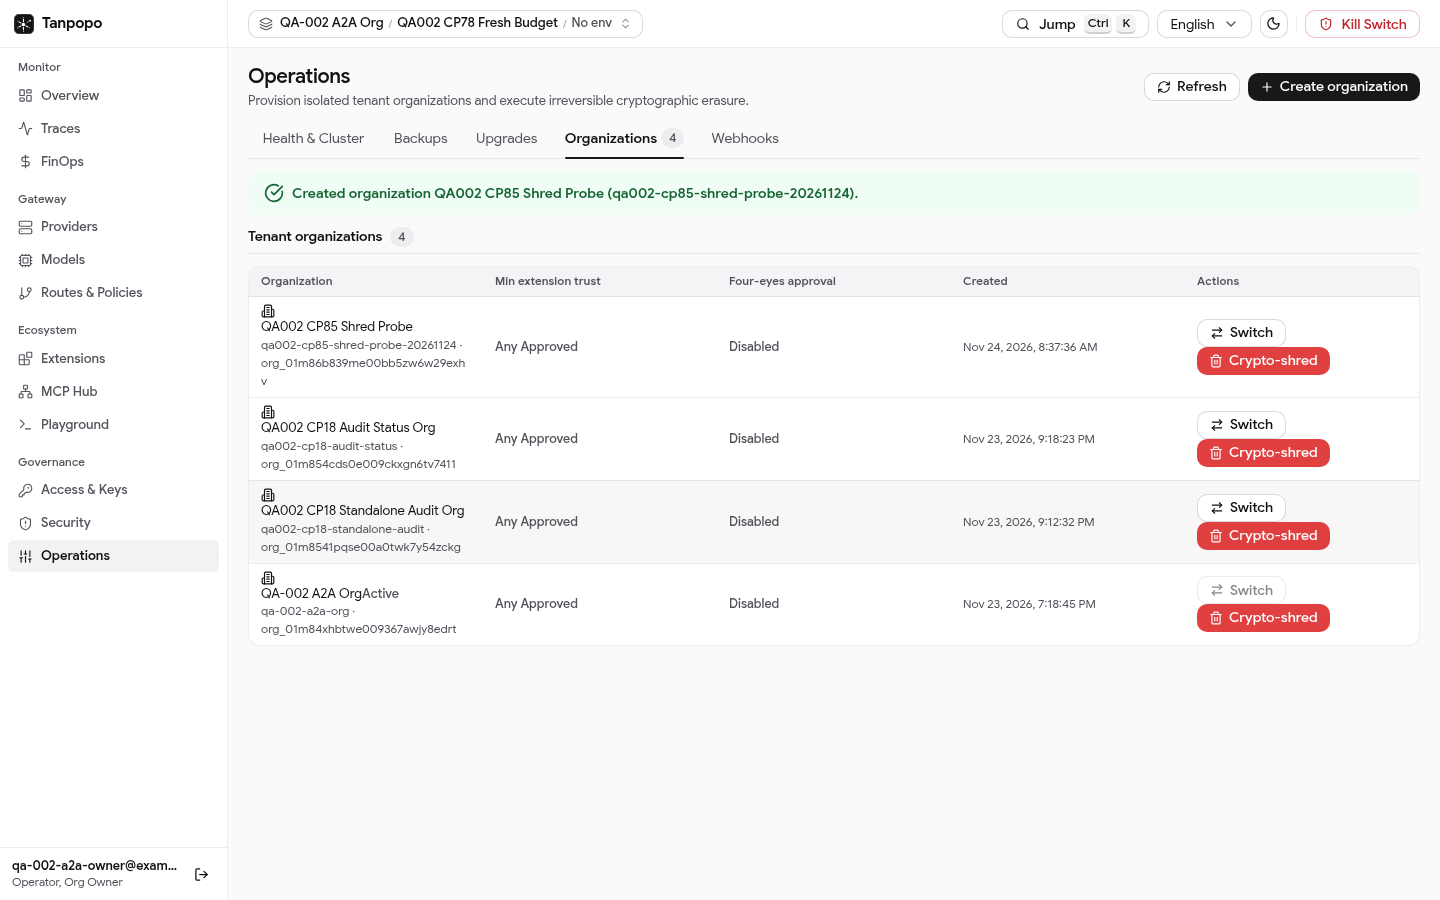 Tanpopo
QA-002 A2A Org / QA002 CP78 Fresh Budget / No env
Jump Ctrl K
English
Kill Switch
Monitor
Overview
Traces
FinOps
Gateway
Providers
Models
Routes & Policies
Ecosystem
Extensions
MCP Hub
Playground
Governance
Access & Keys
Security
Operations
qa-002-a2a-owner@exam...
Operator, Org Owner
Operations
Provision isolated tenant organizations and execute irreversible cryptographic erasure.
Refresh
Create organization
Health & Cluster Backups Upgrades Organizations 4 Webhooks
Created organization QA002 CP85 Shred Probe (qa002-cp85-shred-probe-20261124).
Tenant organizations 4
Organization Min extension trust Four-eyes approval Created Actions
QA002 CP85 Shred Probe
qa002-cp85-shred-probe-20261124 ·
org_01m86b839me00bb5zw6w29exh
v
Any Approved
Disabled
Nov 24, 2026, 8:37:36 AM
Switch
Crypto-shred
QA002 CP18 Audit Status Org
qa002-cp18-audit-status ·
org_01m854cds0e009ckxgn6tv7411
Any Approved
Disabled
Nov 23, 2026, 9:18:23 PM
Switch
Crypto-shred
QA002 CP18 Standalone Audit Org
qa002-cp18-standalone-audit ·
org_01m8541pqse00a0twk7y54zckg
Any Approved
Disabled
Nov 23, 2026, 9:12:32 PM
Switch
Crypto-shred
QA-002 A2A OrgActive
qa-002-a2a-org ·
org_01m84xhbtwe009367awjy8edrt
Any Approved
Disabled
Nov 23, 2026, 7:18:45 PM
Switch
Crypto-shred